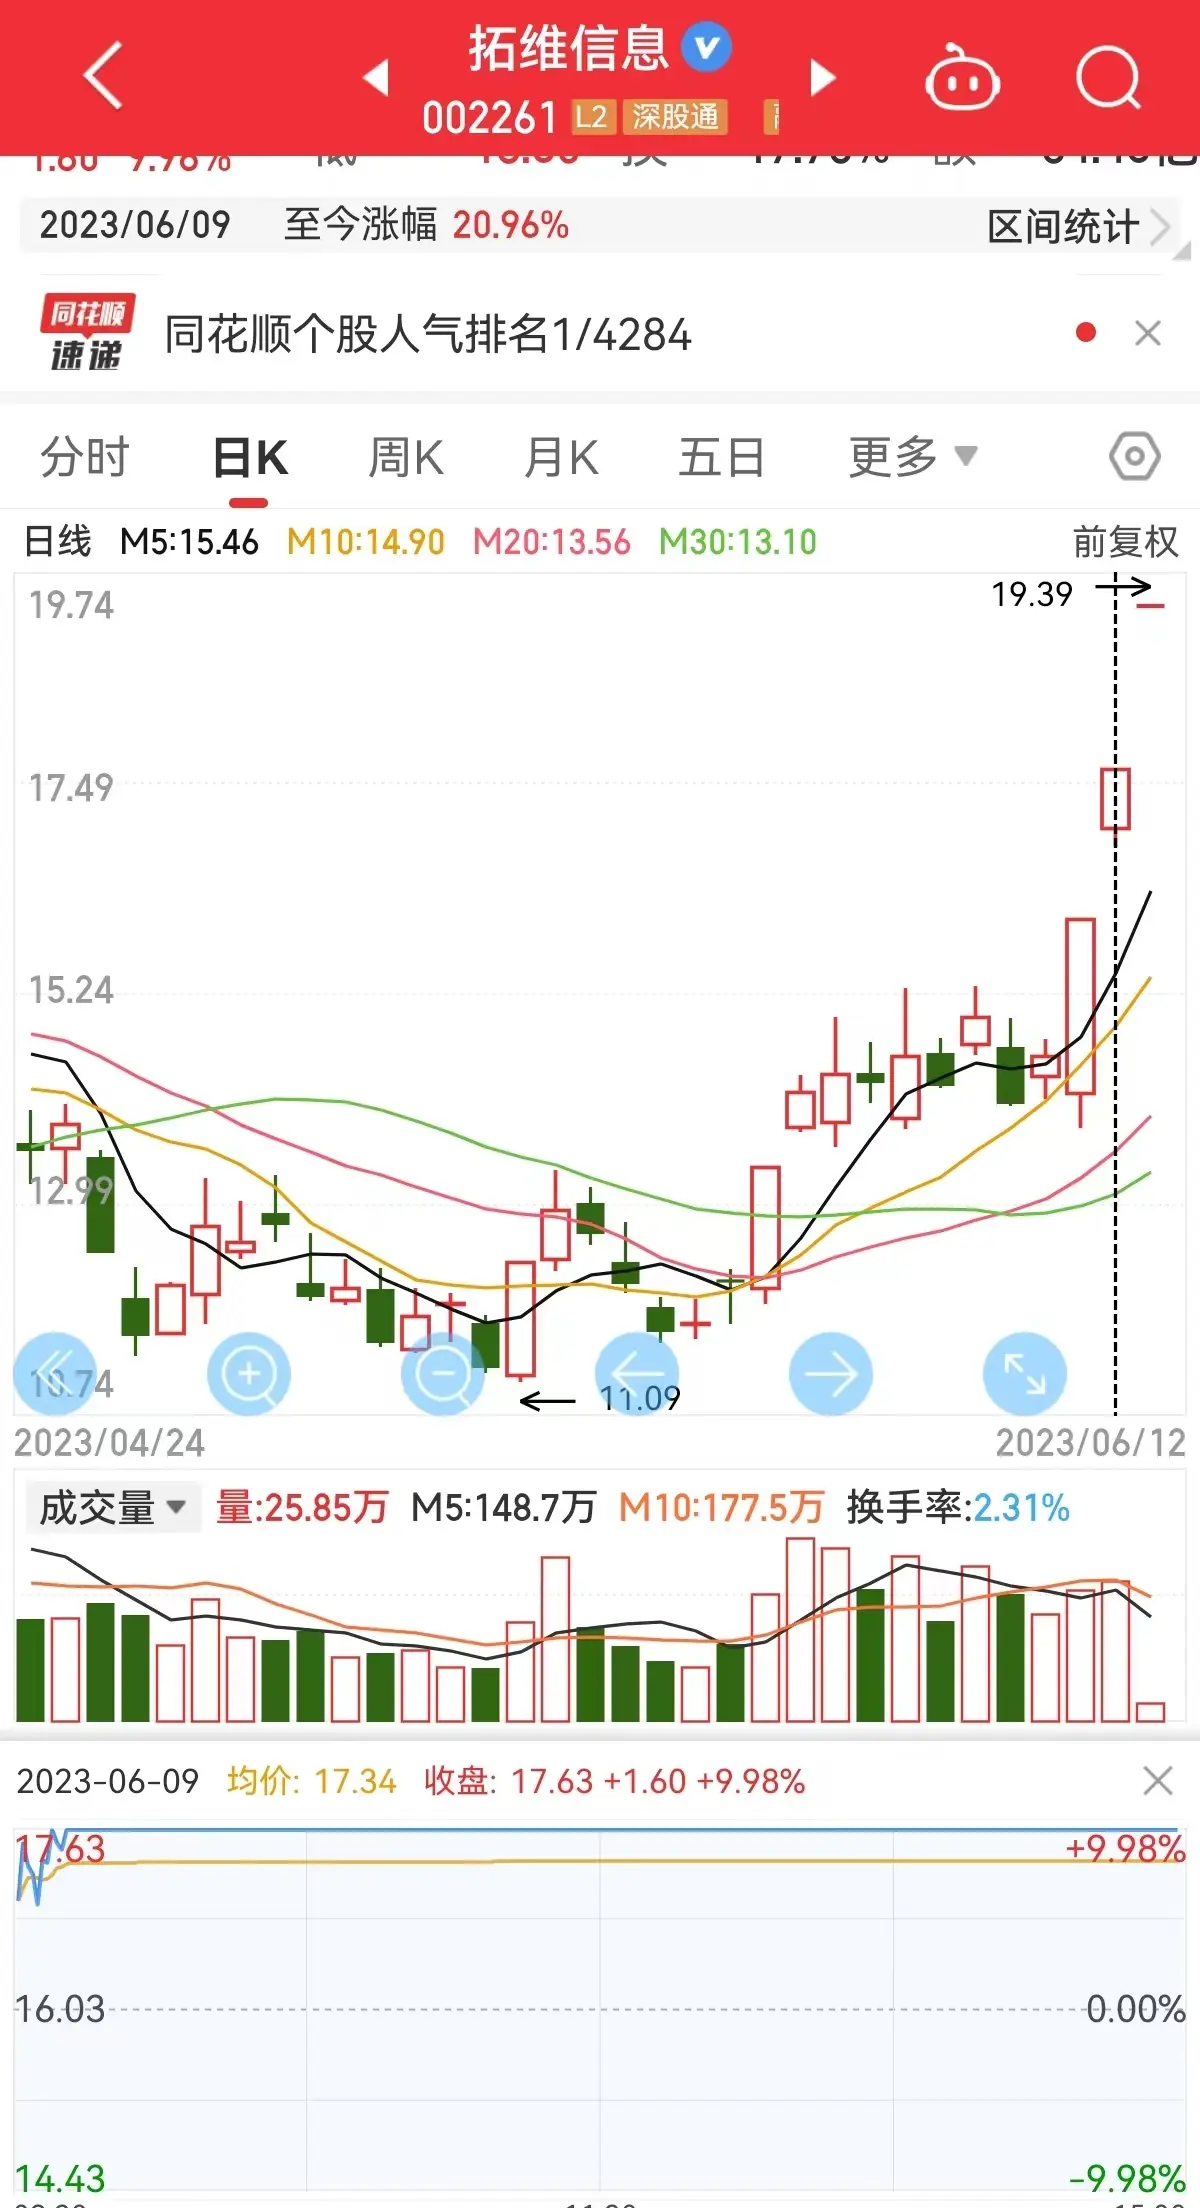 拓维信息
002261 L2 深股通
1.60 9.98%
2023/06/09 至今涨幅 20.96% 区间统计
同花顺 速递 同花顺个股人气排名1/4284
分时 日K 周K 月K 五日 更多
日线 M5:15.46 M10:14.90 M20:13.56 M30:13.10 前复权
19.74
19.39
17.49
15.24
12.99
10.74
11.09
2023/04/24 2023/06/12
成交量 量:25.85万 M5:148.7万 M10:177.5万 换手率:2.31%
2023-06-09 均价: 17.34 收盘: 17.63 +1.60 +9.98%
17.63 +9.98%
16.03 0.00%
14.43 -9.98%